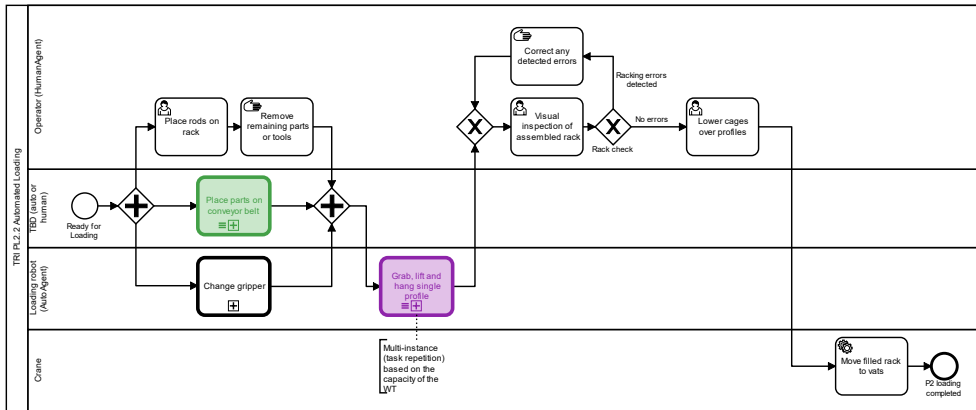 TRI PL2.2 Automated Loading
Operator (HumanAgent)
Correct any
detected errors
Racking errors
detected
Place rods on
rack
Remove
remaining parts
or tools
Visual
inspection of
assembled rack
Rack check
No errors
Lower cages
over profiles
TBD (auto or
human)
Ready for
Loading
Place parts on
conveyor belt
Loading robot
(AutoAgent)
Change gripper
Grab, lift and
hang single
profile
Crane
Multi-instance
(task repetition)
based on the
capacity of the
WT
Move filled rack
to vats
P2 loading
completed